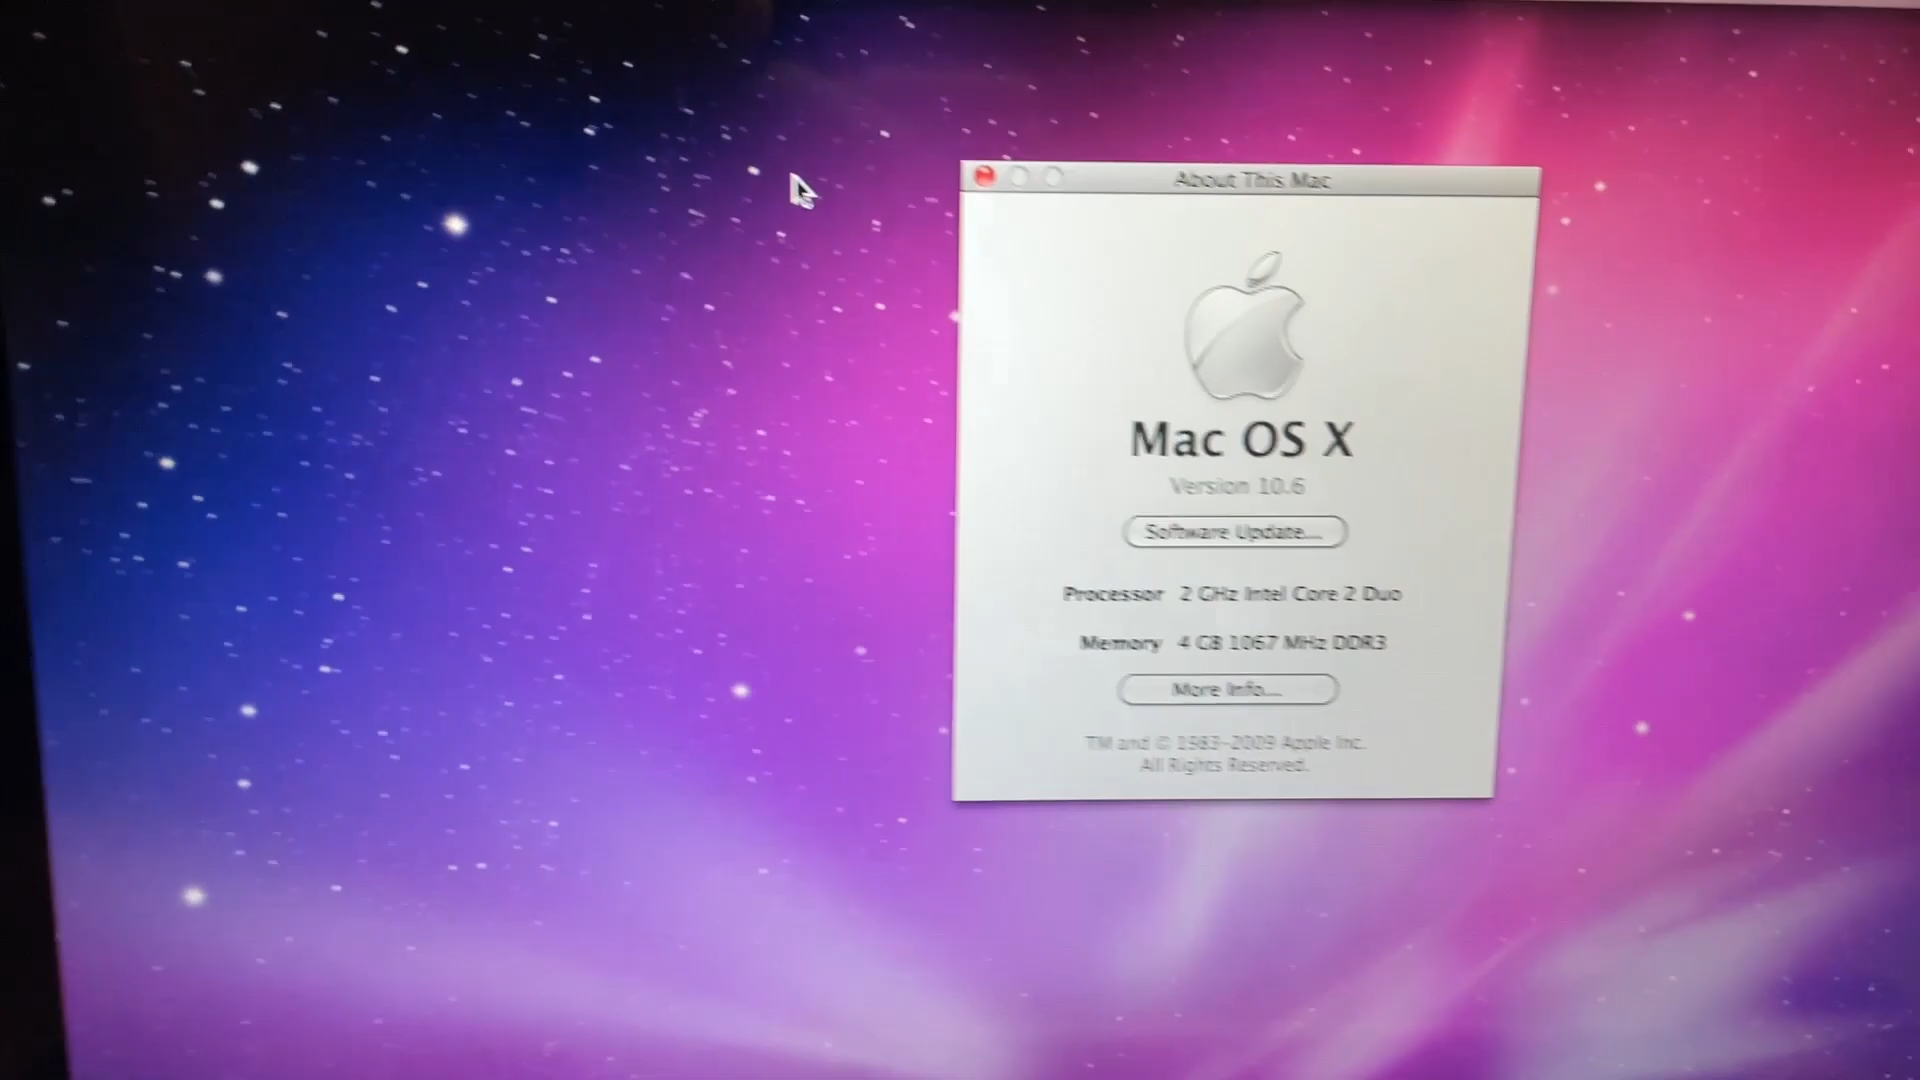 About This Mac
Mac OS X
Version 10.6
Software Update...
Processor 2 GHz Intel Core 2 Duo
Memory 4 GB 1067 MHz DDR3
More Info...
TM and © 1983–2009 Apple Inc.
All Rights Reserved.